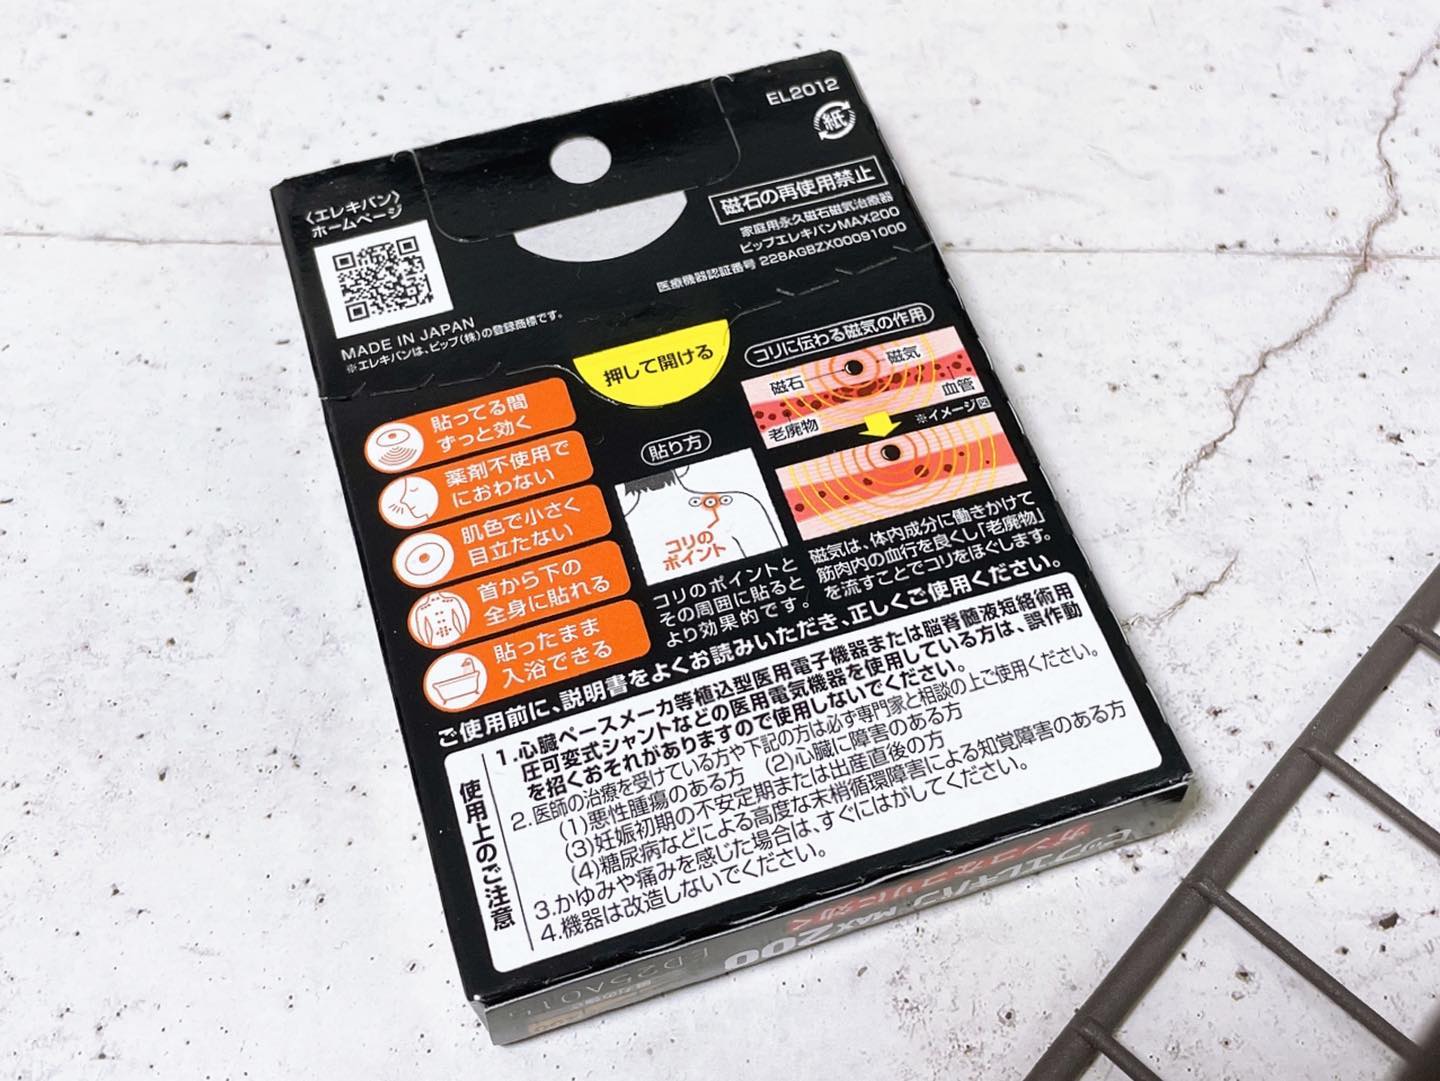 EL2012
紙
磁石の再使用禁止
家庭用永久磁石磁気治療器
ピップエレキバンMAX200
医療機器認証番号 228AGBZX00091000
〈エレキバン〉
ホームページ
MADE IN JAPAN
※エレキバンは、ピップ(株)の登録商標です。
押して開ける
貼ってる間
ずっと効く
薬剤不使用で
におわない
肌色で小さく
目立たない
首から下の
全身に貼れる
貼ったまま
入浴できる
貼り方
コリの
ポイント
コリのポイントと
その周囲に貼ると
より効果的です。
コリに伝わる磁気の作用
磁石
磁気
血管
老廃物
※イメージ図
磁気は、体内成分に働きかけて
筋肉内の血行を良くし「老廃物」
を流すことでコリをほぐします。
ご使用前に、説明書をよくお読みいただき、正しくご使用ください。
使用上のご注意
1.心臓ペースメーカ等植込型医用電子機器または脳脊髄液短絡術用
圧可変式シャントなどの医用電気機器を使用している方は、誤作動
を招くおそれがありますので使用しないでください。
2.医師の治療を受けている方や下記の方は必ず専門家と相談の上ご使用ください。
(1)悪性腫瘍のある方 (2)心臓に障害のある方
(3)妊娠初期の不安定期または出産直後の方
(4)糖尿病などによる高度な末梢循環障害による知覚障害のある方
3.かゆみや痛みを感じた場合は、すぐにはがしてください。
4.機器は改造しないでください。
ピップエレキバン MAX200
ガンコなコリに効く